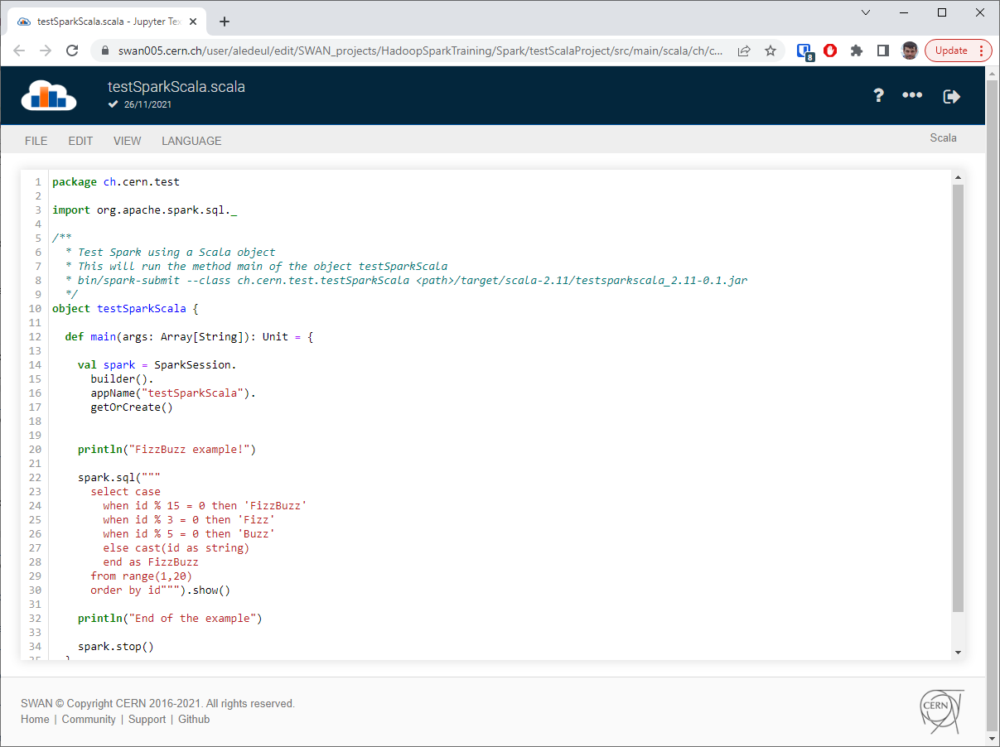 testSparkScala.scala - Jupyter Tex
swan005.cern.ch/user/aledeul/edit/SWAN_projects/HadoopSparkTraining/Spark/testScalaProject/src/main/scala/ch/c...
8
Update
testSparkScala.scala
26/11/2021
?
FILE EDIT VIEW LANGUAGE
Scala
1 package ch.cern.test
2
3 import org.apache.spark.sql._
4
5 /**
6 * Test Spark using a Scala object
7 * This will run the method main of the object testSparkScala
8 * bin/spark-submit --class ch.cern.test.testSparkScala <path>/target/scala-2.11/testsparkscala_2.11-0.1.jar
9 */
10 object testSparkScala {
11
12 def main(args: Array[String]): Unit = {
13
14 val spark = SparkSession.
15 builder().
16 appName("testSparkScala").
17 getOrCreate()
18
19
20 println("FizzBuzz example!")
21
22 spark.sql("""
23 select case
24 when id % 15 = 0 then 'FizzBuzz'
25 when id % 3 = 0 then 'Fizz'
26 when id % 5 = 0 then 'Buzz'
27 else cast(id as string)
28 end as FizzBuzz
29 from range(1,20)
30 order by id""").show()
31
32 println("End of the example")
33
34 spark.stop()
35 }
SWAN © Copyright CERN 2016-2021. All rights reserved.
Home | Community | Support | Github
CERN